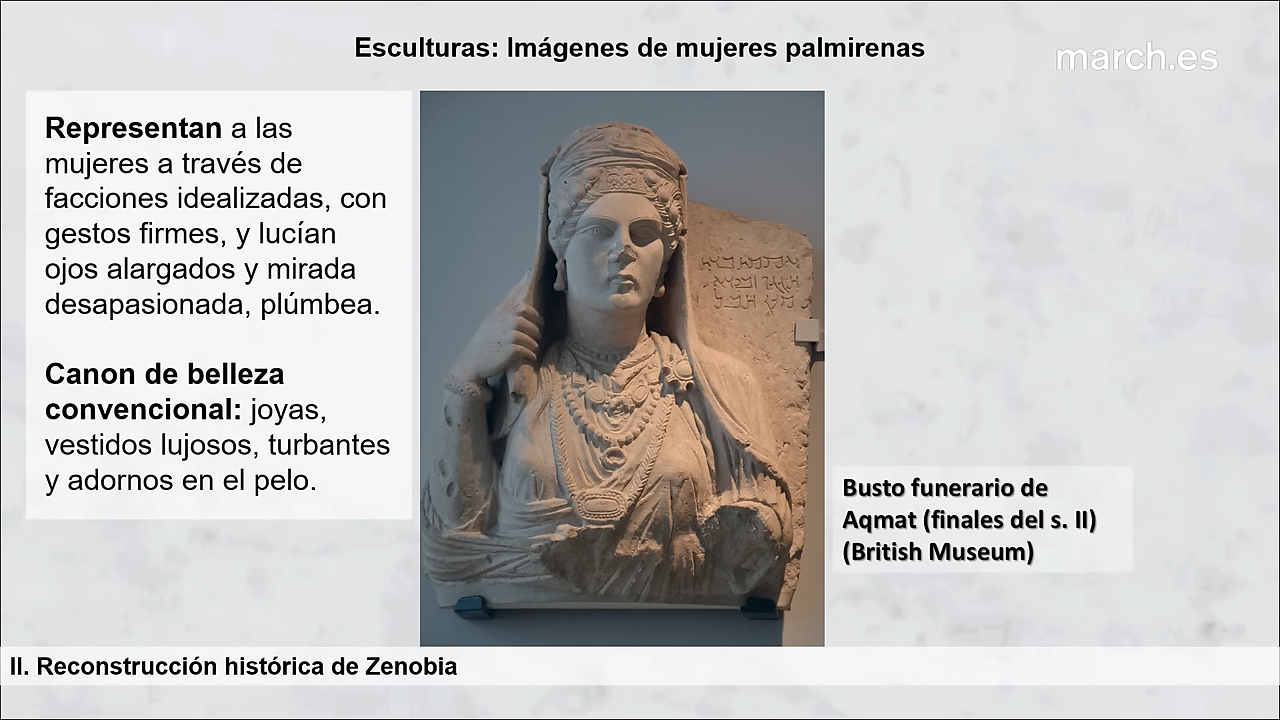 Esculturas: Imágenes de mujeres palmirenas
march.es
Representan a las
mujeres a través de
facciones idealizadas, con
gestos firmes, y lucían
ojos alargados y mirada
desapasionada, plúmbea.
Canon de belleza
convencional: joyas,
vestidos lujosos, turbantes
y adornos en el pelo.
Busto funerario de
Aqmat (finales del s. II)
(British Museum)
II. Reconstrucción histórica de Zenobia